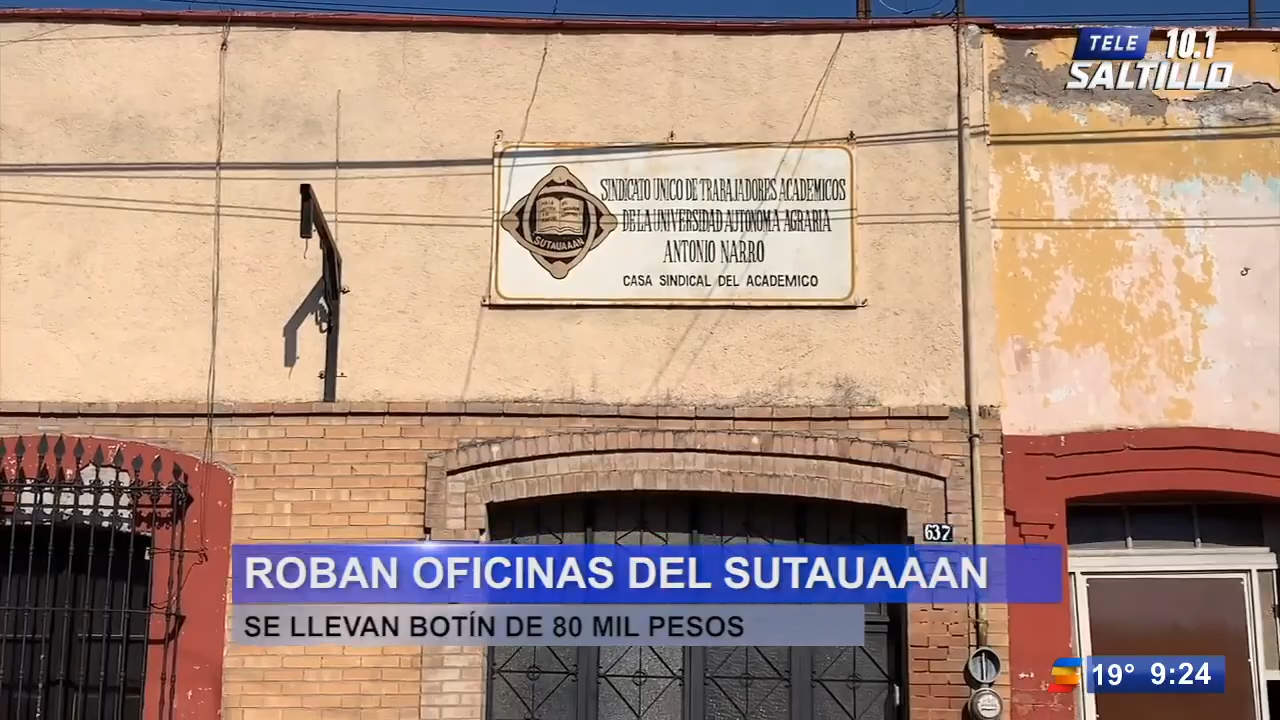 TELE 10.1
SALTILLO
SINDICATO UNICO DE TRABAJADORES ACADEMICOS
DE LA UNIVERSIDAD AUTONOMA AGRARIA
ANTONIO NARRO
CASA SINDICAL DEL ACADEMICO
SUTAUAAAN
637
ROBAN OFICINAS DEL SUTAUAAAN
SE LLEVAN BOTÍN DE 80 MIL PESOS
19° 9:24